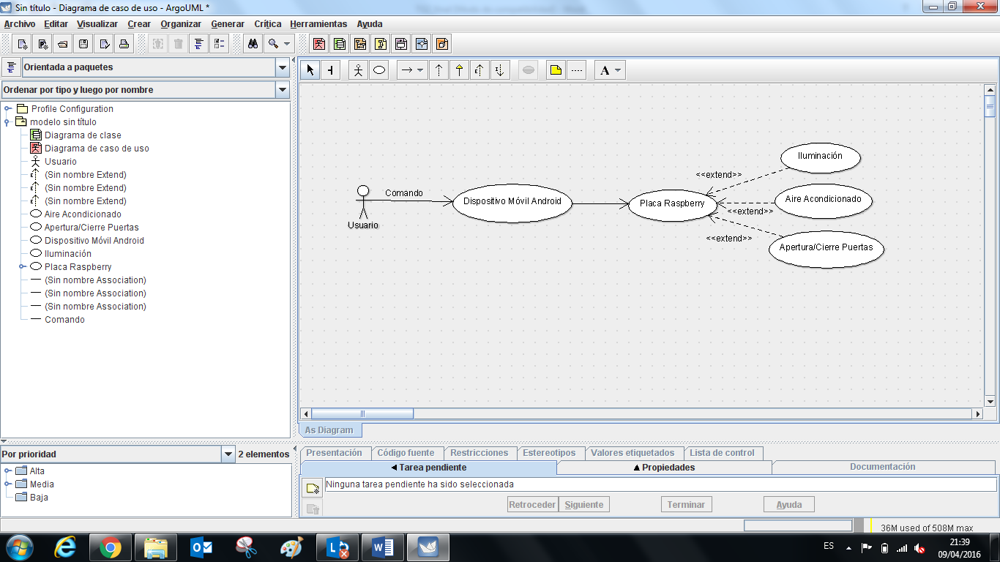 Sin título - Diagrama de caso de uso - ArgoUML *
Archivo Editar Visualizar Crear Organizar Generar Crítica Herramientas Ayuda
Orientada a paquetes
Ordenar por tipo y luego por nombre
Profile Configuration
modelo sin título
Diagrama de clase
Diagrama de caso de uso
Usuario
(Sin nombre Extend)
(Sin nombre Extend)
(Sin nombre Extend)
Aire Acondicionado
Apertura/Cierre Puertas
Dispositivo Móvil Android
Iluminación
Placa Raspberry
(Sin nombre Association)
(Sin nombre Association)
(Sin nombre Association)
Comando
A
Usuario
Comando
Dispositivo Móvil Android
Placa Raspberry
<<extend>>
Iluminación
<<extend>>
Aire Acondicionado
<<extend>>
Apertura/Cierre Puertas
As Diagram
Por prioridad
2 elementos
Alta
Media
Baja
Presentación Código fuente Restricciones Estereotipos Valores etiquetados Lista de control
Tarea pendiente Propiedades Documentación
Ninguna tarea pendiente ha sido seleccionada
Retroceder Siguiente Terminar Ayuda
36M used of 508M max
ES
21:39
09/04/2016